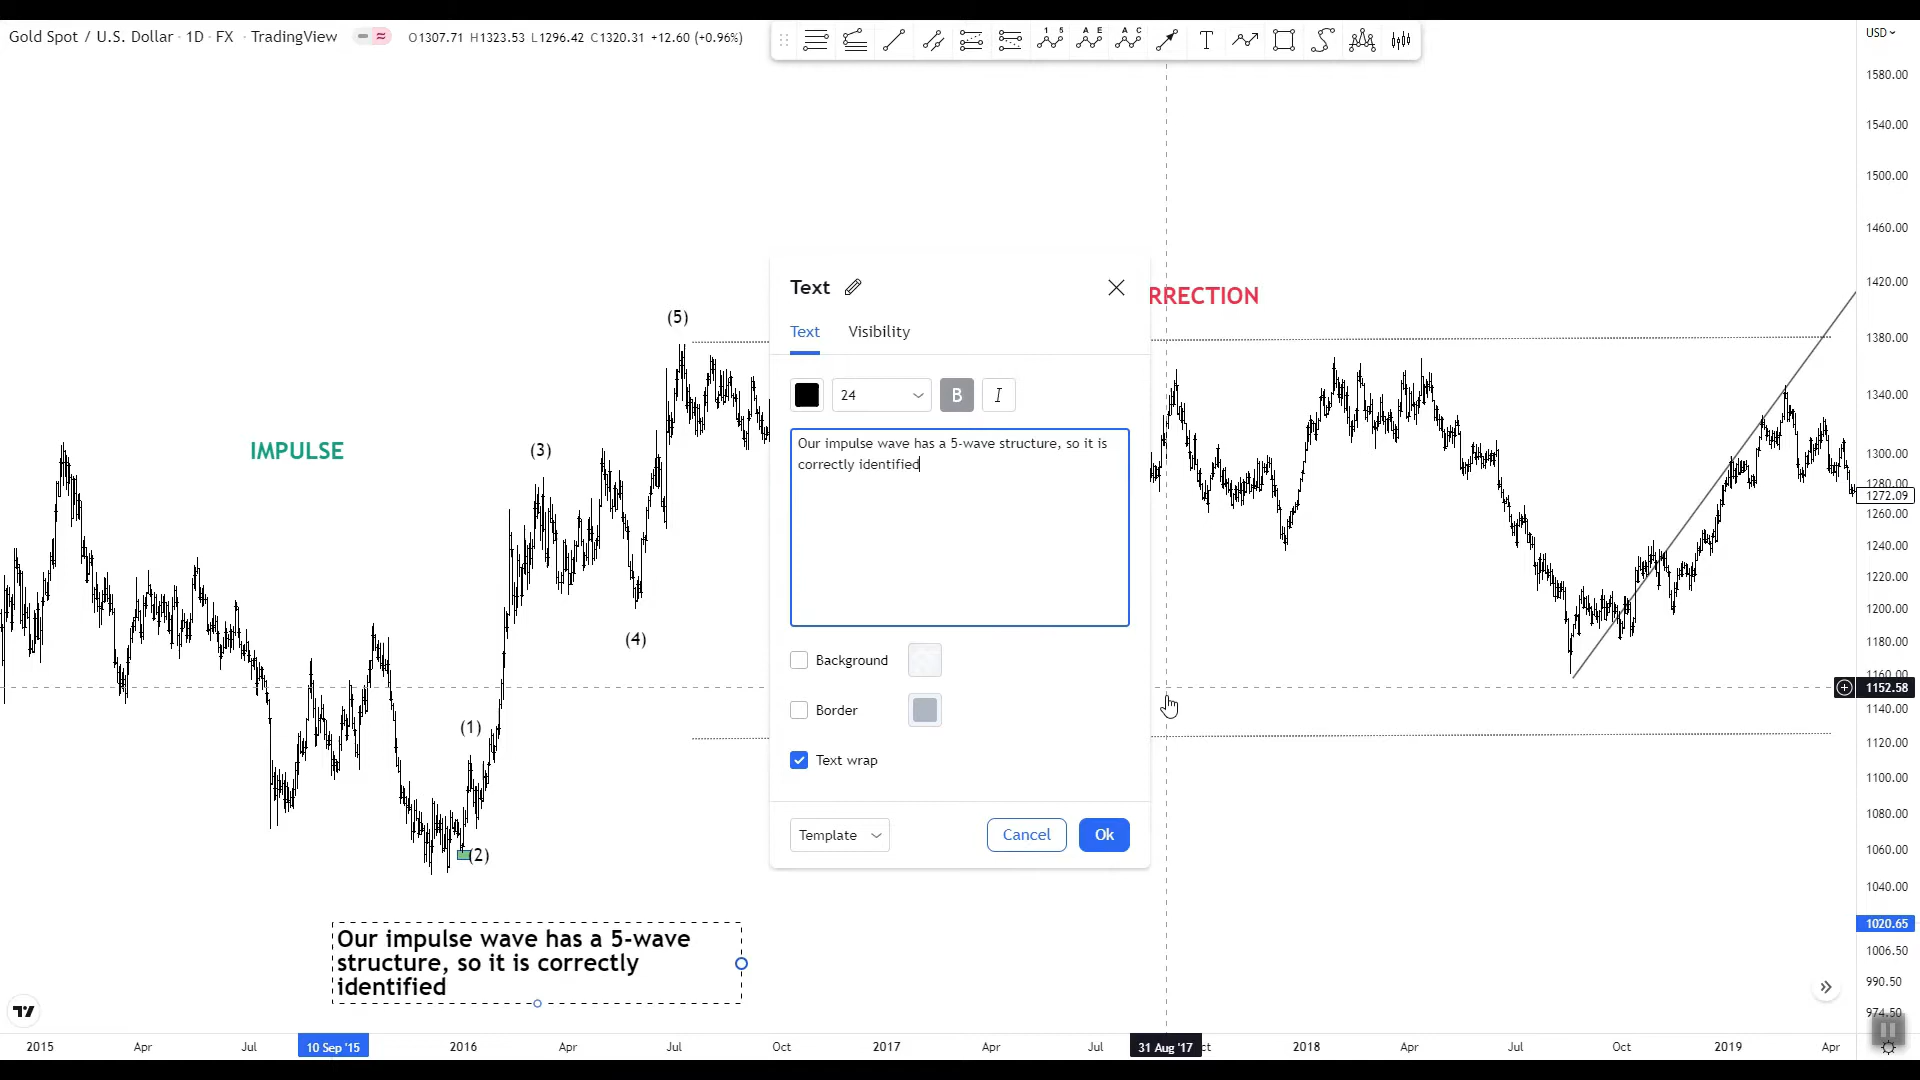 Gold Spot / U.S. Dollar · 1D · FX · TradingView O1307.71 H1323.53 L1296.42 C1320.31 +12.60 (+0.96%)
USD
1580.00
1540.00
1500.00
1460.00
1420.00
1380.00
1340.00
1300.00
1280.00
1272.09
1260.00
1240.00
1220.00
1200.00
1180.00
1160.00
1152.58
1140.00
1120.00
1100.00
1080.00
1060.00
1040.00
1020.65
1006.50
990.50
974.50
IMPULSE
RRECTION
(1)
(2)
(3)
(4)
(5)
Text
Text Visibility
24 B I
Our impulse wave has a 5-wave structure, so it is
correctly identified
Background
Border
Text wrap
Template Cancel Ok
Our impulse wave has a 5-wave
structure, so it is correctly
identified
2015 Apr Jul 10 Sep '15 2016 Apr Jul Oct 2017 Apr Jul 31 Aug '17 ct 2018 Apr Jul Oct 2019 Apr